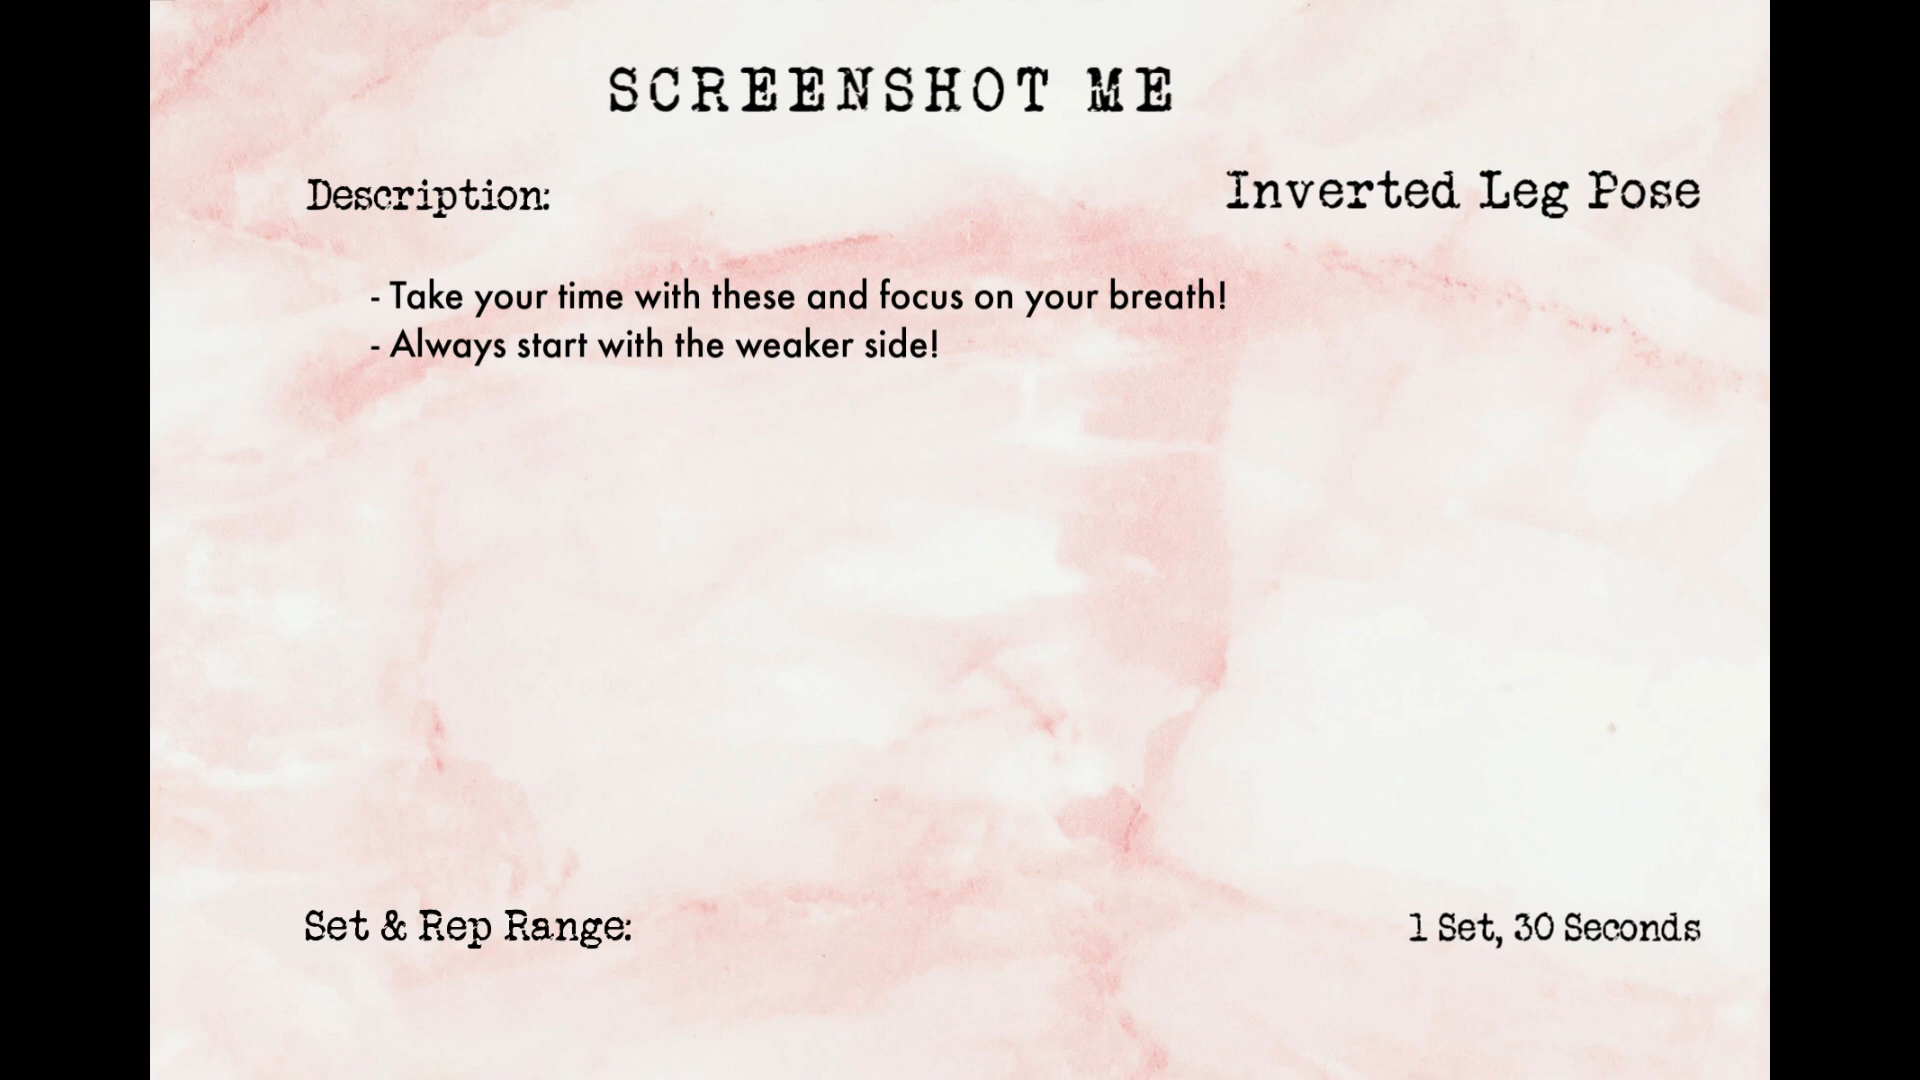 SCREENSHOT ME
Description:
Inverted Leg Pose
- Take your time with these and focus on your breath!
- Always start with the weaker side!
Set & Rep Range:
1 Set, 30 Seconds